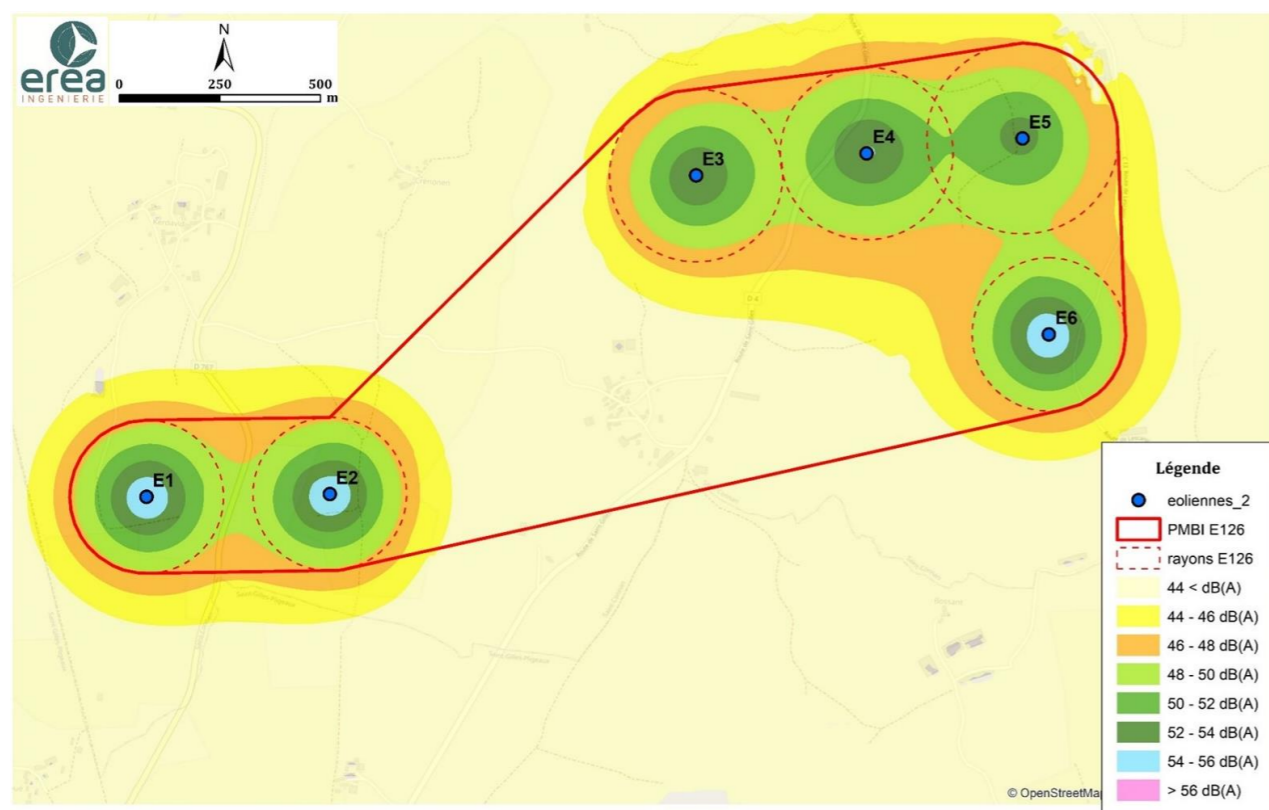 erea
INGENIERIE
N
0 250 500
m
E5
E4
E3
D 4
E6
D 767
E2
E1
Légende
eoliennes_2
PMBI E126
rayons E126
44 < dB(A)
44 - 46 dB(A)
46 - 48 dB(A)
48 - 50 dB(A)
50 - 52 dB(A)
52 - 54 dB(A)
54 - 56 dB(A)
> 56 dB(A)
© OpenStreetMap